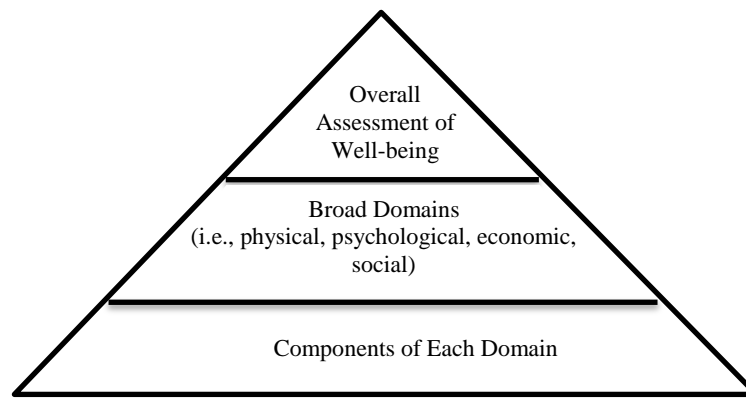 Overall
Assessment of
Well-being
Broad Domains
(i.e., physical, psychological, economic,
social)
Components of Each Domain